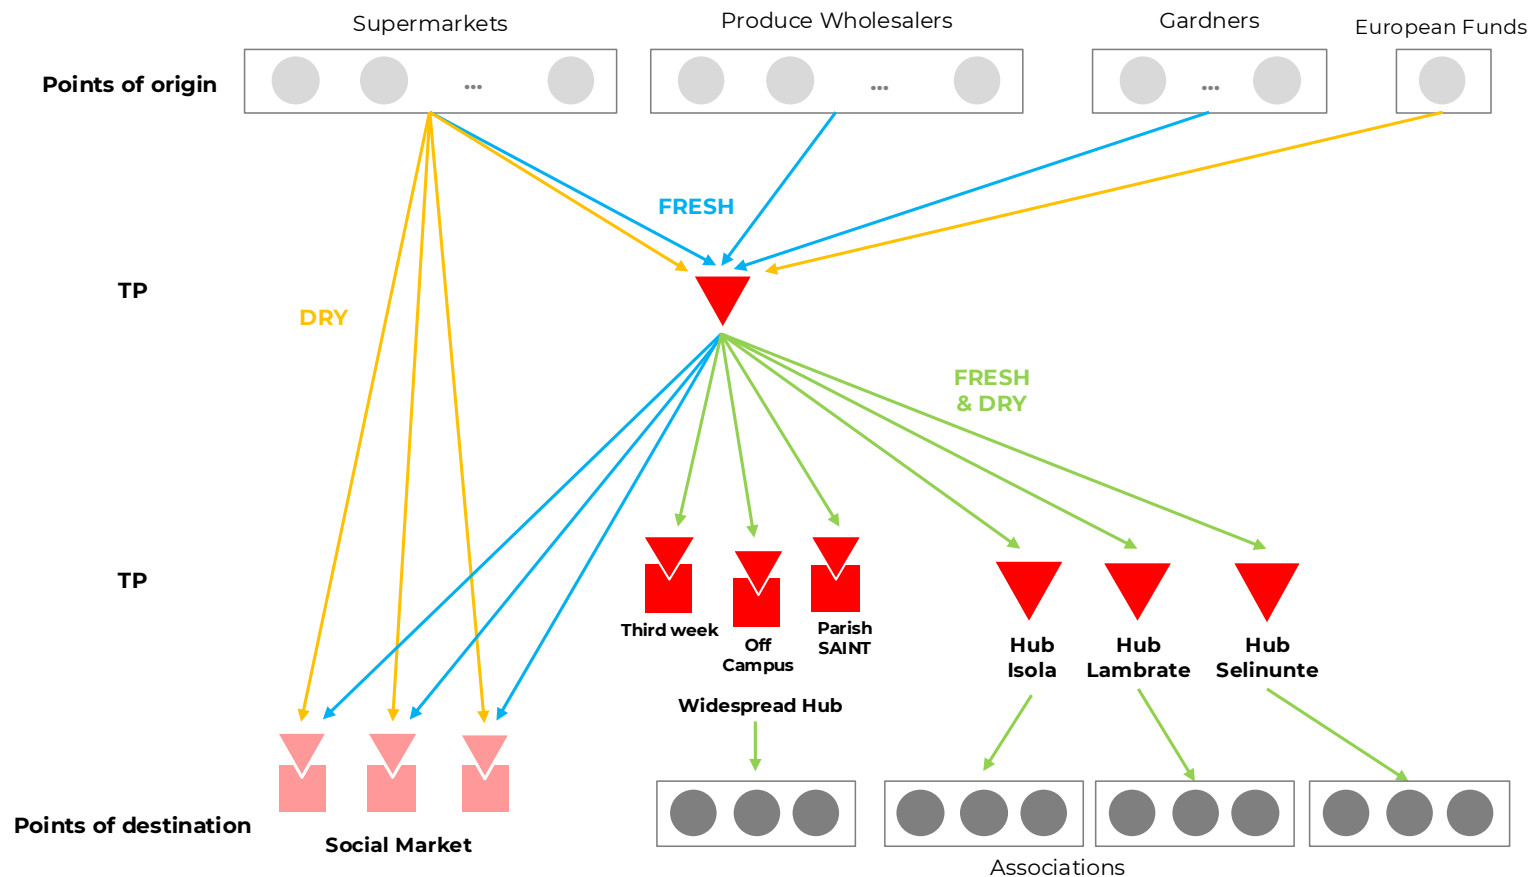 Supermarkets
Produce Wholesalers
Gardners
European Funds
Points of origin
...
...
...
FRESH
TP
DRY
FRESH
& DRY
TP
Third week
Off
Campus
Parish
SAINT
Hub
Isola
Hub
Lambrate
Hub
Selinunte
Widespread Hub
Points of destination
Social Market
Associations